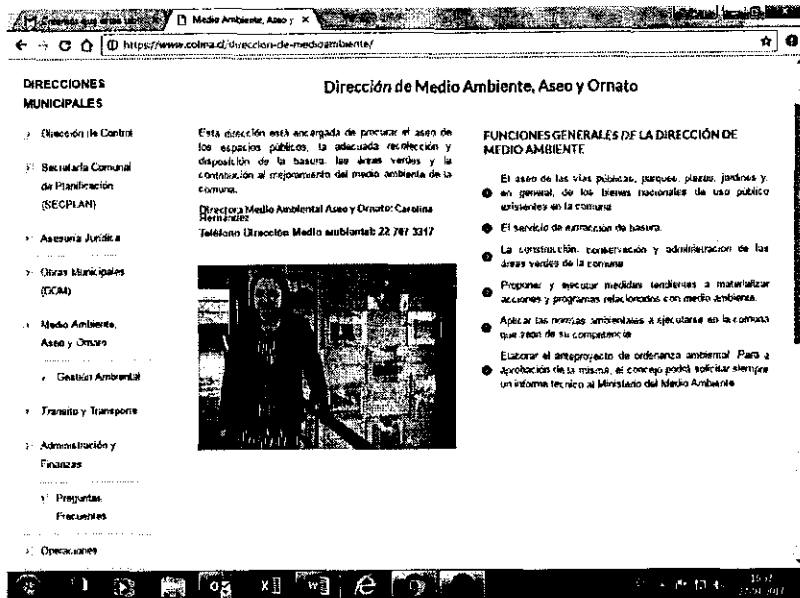 Medio Ambiente, Aseo y
https://www.colina.cl/direccion-de-medioambiente/
DIRECCIONES
MUNICIPALES
Dirección de Control
Secretaría Comunal
de Planificación
(SECPLAN)
Asesoría Jurídica
Obras Municipales
(DOM)
Medio Ambiente,
Aseo y Ornato
Gestión Ambiental
Transito y Transporte
Administración y
Finanzas
Preguntas
Frecuentes
Operaciones
Dirección de Medio Ambiente, Aseo y Ornato
Esta dirección está encargada de procurar el aseo de
los espacios públicos, la adecuada recolección y
disposición de la basura, las áreas verdes y la
contribución al mejoramiento del medio ambiente de la
comuna.
Directora Medio Ambiental Aseo y Ornato: Carolina
Hernández
Teléfono Dirección Medio ambiental: 22 707 3317
FUNCIONES GENERALES DE LA DIRECCIÓN DE
MEDIO AMBIENTE
El aseo de las vías públicas, parques, plazas, jardines y,
en general, de los bienes nacionales de uso público
existentes en la comuna
El servicio de extracción de basura.
La construcción, conservación y administración de las
áreas verdes de la comuna
Proponer y ejecutar medidas tendientes a materializar
acciones y programas relacionados con medio ambiente.
Aplicar las normas ambientales a ejecutarse en la comuna
que sean de su competencia
Elaborar el anteproyecto de ordenanza ambiental. Para a
aprobación de la misma, el concejo podrá solicitar siempre
un informe técnico al Ministerio del Medio Ambiente